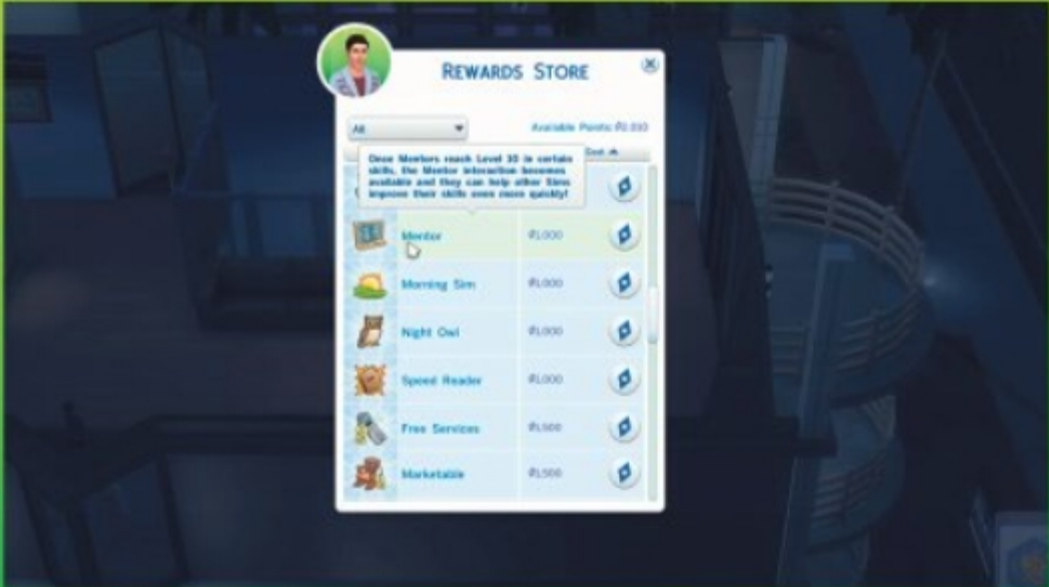 REWARDS STORE
All
Available Points:
Cost
Once Mentors reach Level 10 in certain
skills, the Mentor interaction becomes
available and they can help other Sims
improve their skills even more quickly!
Mentor 1,000
Morning Sim 1,000
Night Owl 1,000
Speed Reader 1,000
Free Services 1,500
Marketable 1,500